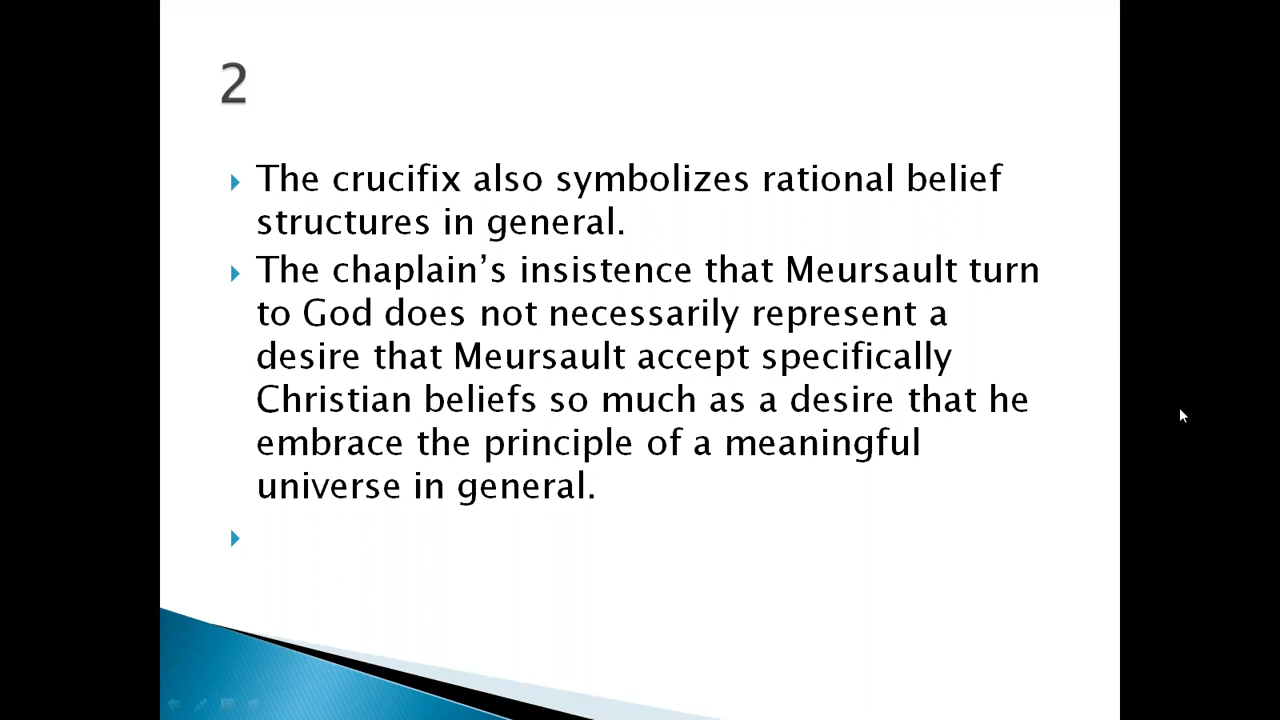 2
The crucifix also symbolizes rational belief
structures in general.
The chaplain’s insistence that Meursault turn
to God does not necessarily represent a
desire that Meursault accept specifically
Christian beliefs so much as a desire that he
embrace the principle of a meaningful
universe in general.